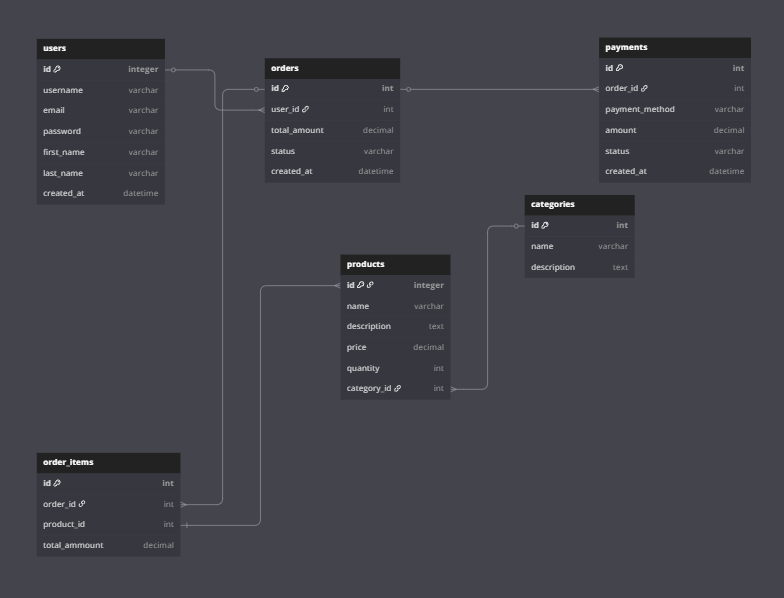 users
id integer
username varchar
email varchar
password varchar
first_name varchar
last_name varchar
created_at datetime
orders
id int
user_id int
total_amount decimal
status varchar
created_at datetime
payments
id int
order_id int
payment_method varchar
amount decimal
status varchar
created_at datetime
categories
id int
name varchar
description text
products
id integer
name varchar
description text
price decimal
quantity int
category_id int
order_items
id int
order_id int
product_id int
total_ammount decimal